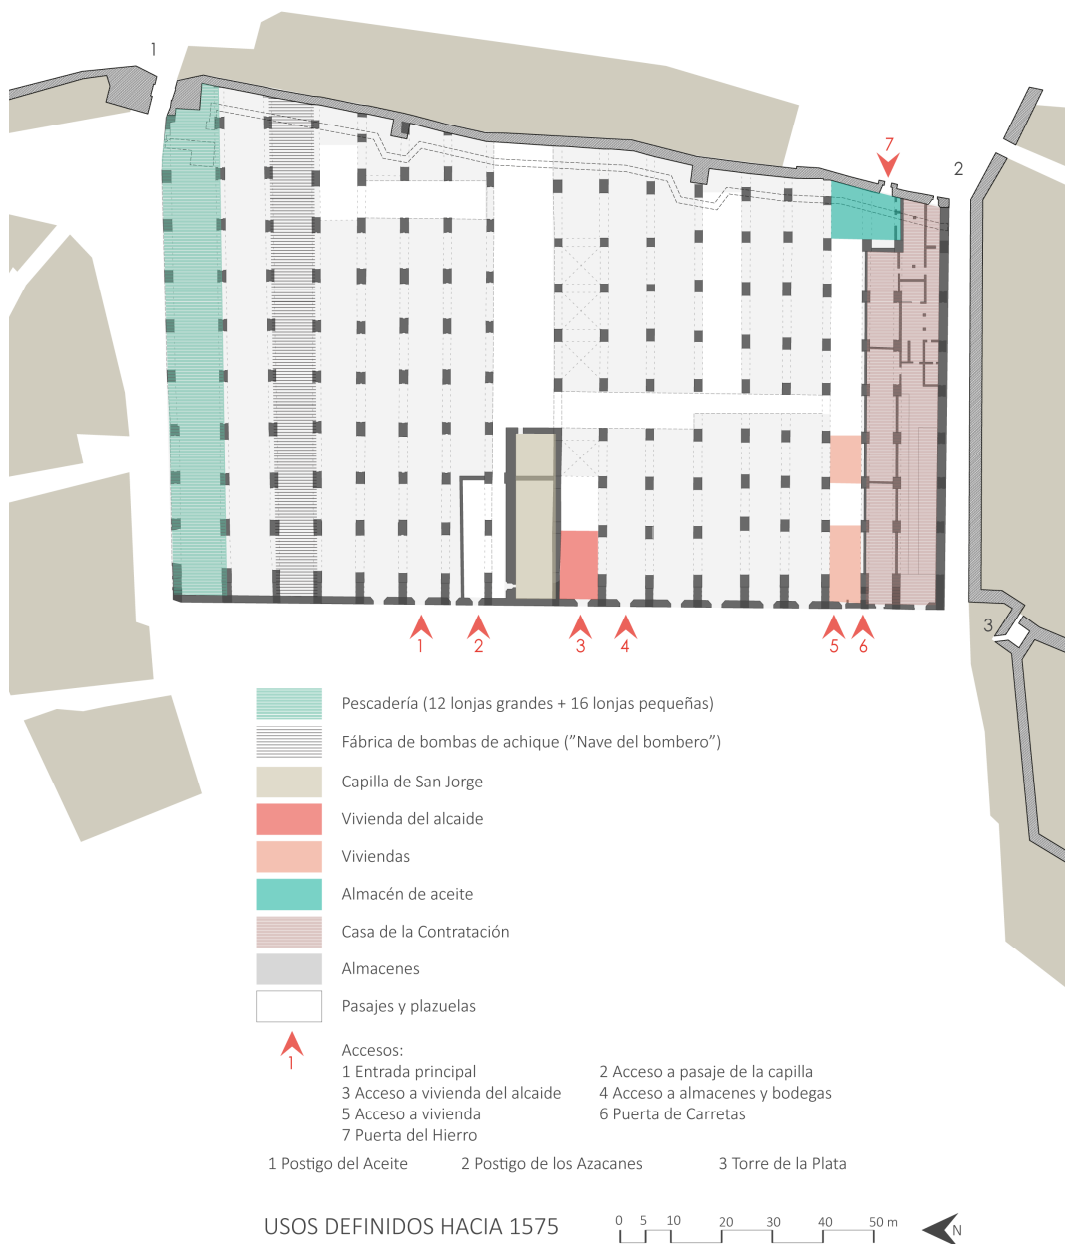 1
7
2
3
1
2
3
4
5
6
Pescadería (12 lonjas grandes + 16 lonjas pequeñas)
Fábrica de bombas de achique (”Nave del bombero”)
Capilla de San Jorge
Vivienda del alcaide
Viviendas
Almacén de aceite
Casa de la Contratación
Almacenes
Pasajes y plazuelas
1
Accesos:
1 Entrada principal
2 Acceso a pasaje de la capilla
3 Acceso a vivienda del alcaide
4 Acceso a almacenes y bodegas
5 Acceso a vivienda
6 Puerta de Carretas
7 Puerta del Hierro
1 Postigo del Aceite
2 Postigo de los Azacanes
3 Torre de la Plata
USOS DEFINIDOS HACIA 1575
0 5 10 20 30 40 50 m
N